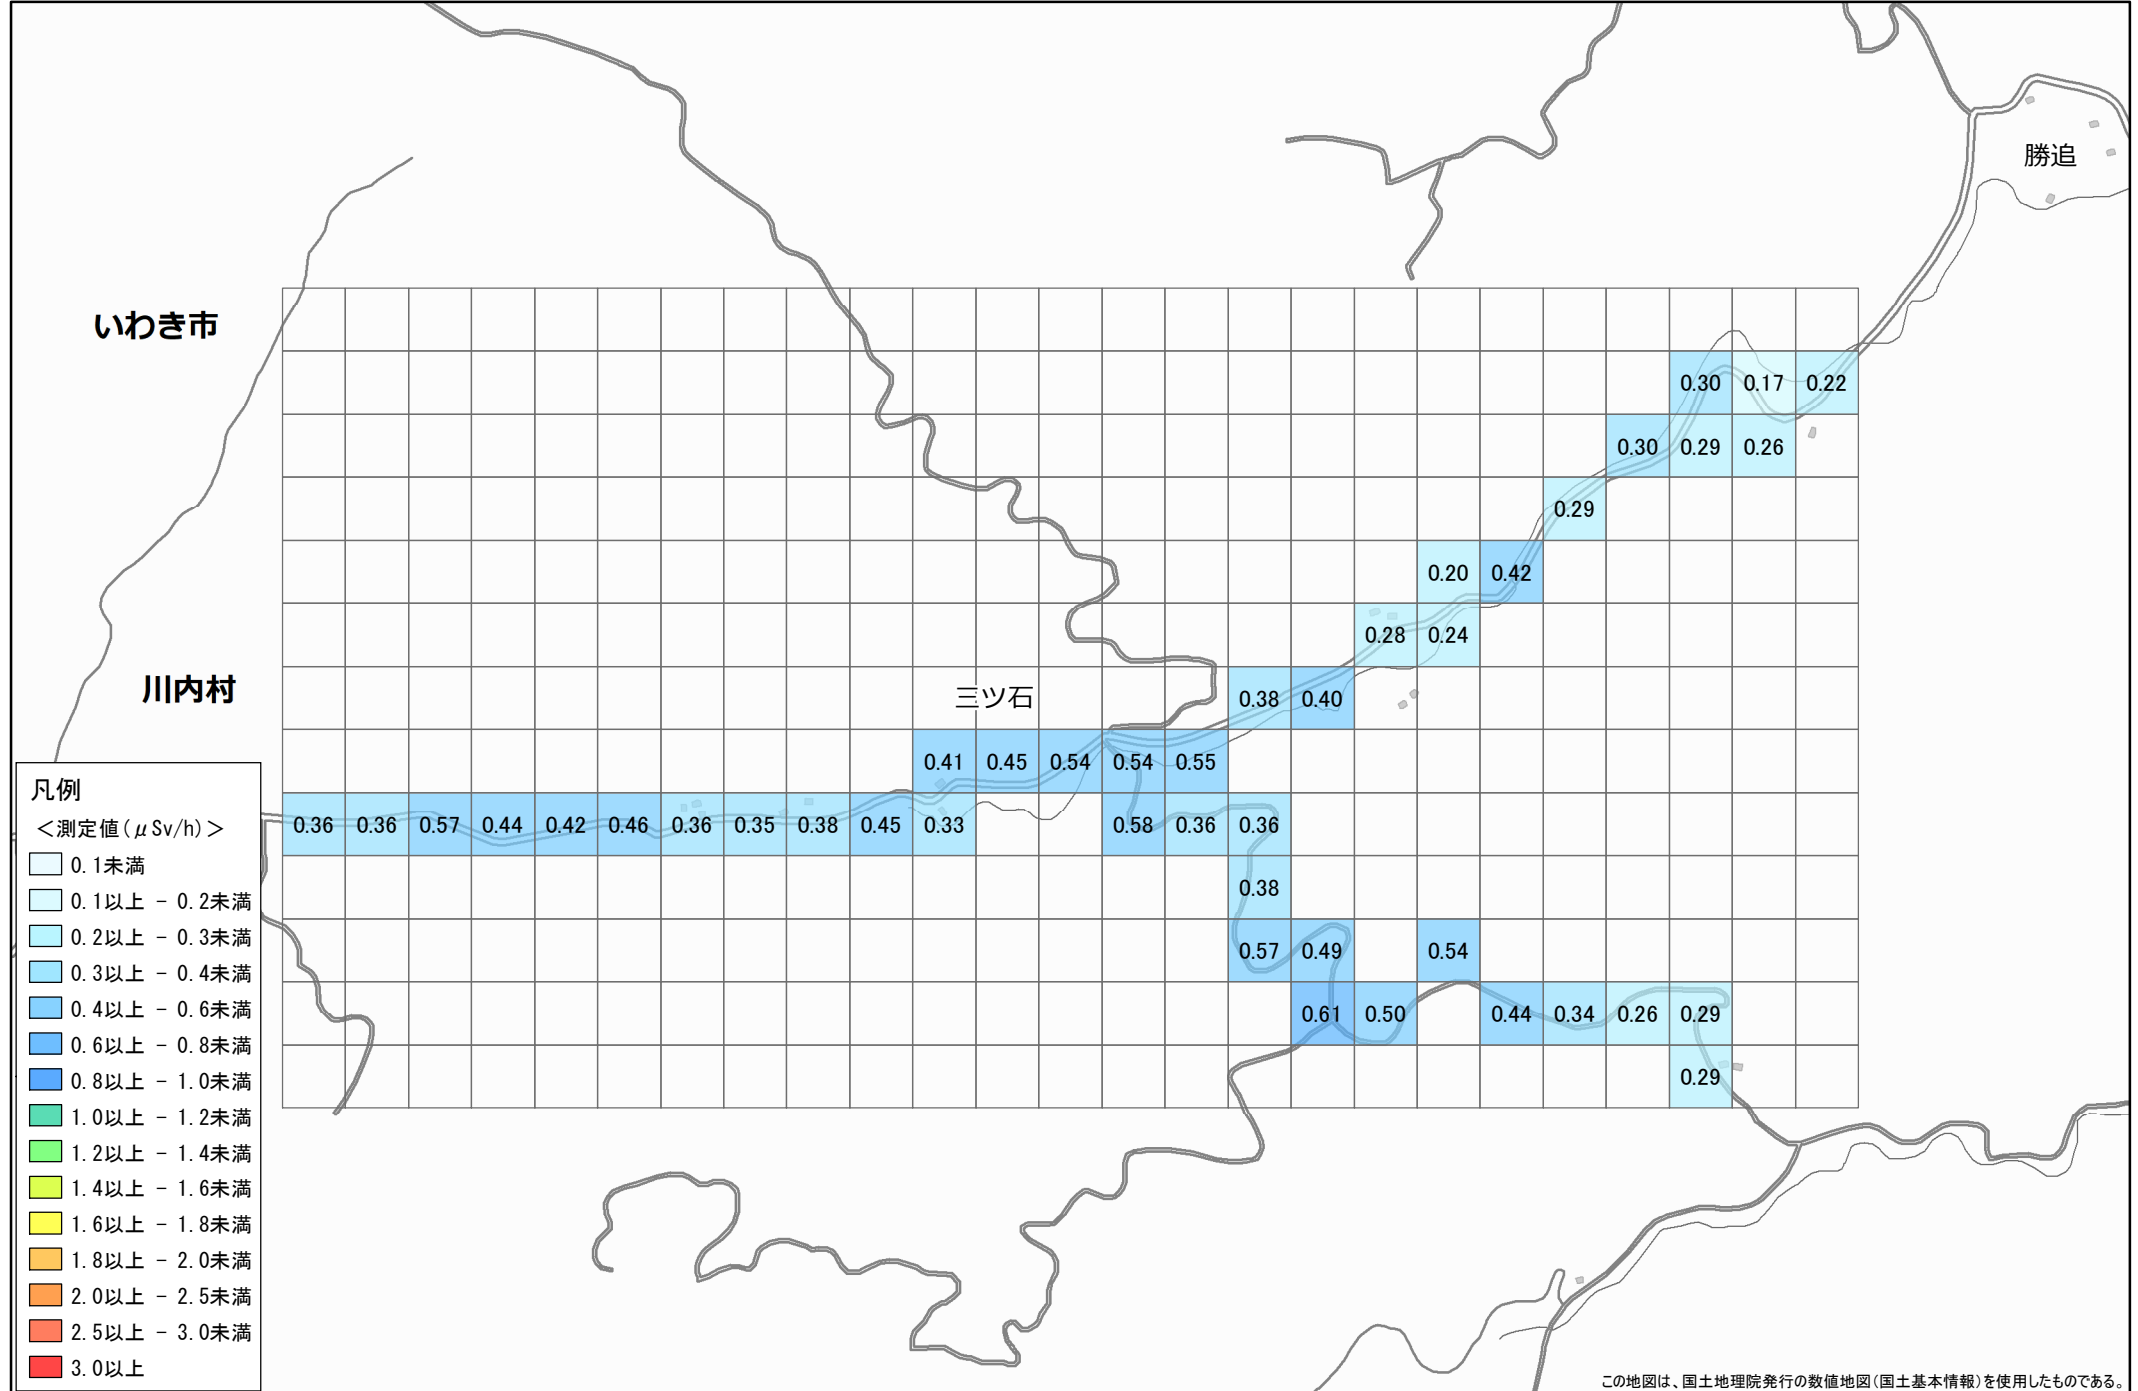 勝追
いわき市
0.30 0.17 0.22
0.30 0.29 0.26
0.29
0.20 0.42
0.28 0.24
川内村
三ツ石
0.38 0.40
0.41 0.45 0.54 0.54 0.55
0.36 0.36 0.57 0.44 0.42 0.46 0.36 0.35 0.38 0.45 0.33 0.58 0.36 0.36
0.38
0.57 0.49 0.54
0.61 0.50 0.44 0.34 0.26 0.29
0.29
凡例
＜測定値(μSv/h)＞
0.1未満
0.1以上 － 0.2未満
0.2以上 － 0.3未満
0.3以上 － 0.4未満
0.4以上 － 0.6未満
0.6以上 － 0.8未満
0.8以上 － 1.0未満
1.0以上 － 1.2未満
1.2以上 － 1.4未満
1.4以上 － 1.6未満
1.6以上 － 1.8未満
1.8以上 － 2.0未満
2.0以上 － 2.5未満
2.5以上 － 3.0未満
3.0以上
この地図は、国土地理院発行の数値地図(国土基本情報)を使用したものである。